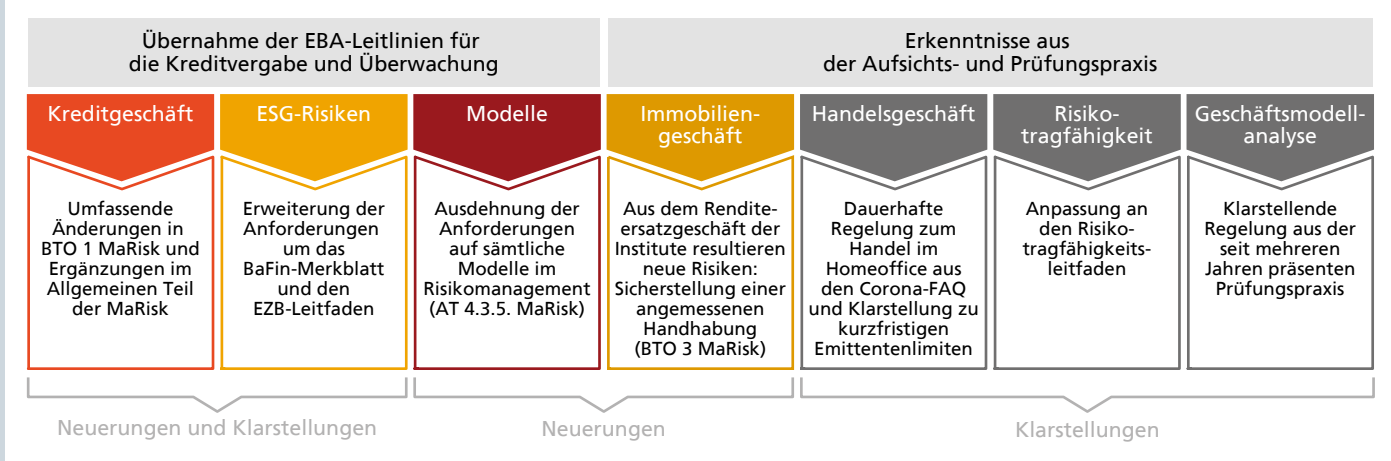 Übernahme der EBA-Leitlinien für
die Kreditvergabe und Überwachung
Erkenntnisse aus
der Aufsichts- und Prüfungspraxis
Kreditgeschäft
Umfassende
Änderungen in
BTO 1 MaRisk und
Ergänzungen im
Allgemeinen Teil
der MaRisk
ESG-Risiken
Erweiterung der
Anforderungen
um das
BaFin-Merkblatt
und den
EZB-Leitfaden
Modelle
Ausdehnung der
Anforderungen
auf sämtliche
Modelle im
Risikomanagement
(AT 4.3.5. MaRisk)
Immobilien-
geschäft
Aus dem Rendite-
ersatzgeschäft der
Institute resultieren
neue Risiken:
Sicherstellung einer
angemessenen
Handhabung
(BTO 3 MaRisk)
Handelsgeschäft
Dauerhafte
Regelung zum
Handel im
Homeoffice aus
den Corona-FAQ
und Klarstellung zu
kurzfristigen
Emittentenlimiten
Risiko-
tragfähigkeit
Anpassung an
den Risiko-
tragfähigkeits-
leitfaden
Geschäftsmodell-
analyse
Klarstellende
Regelung aus der
seit mehreren
Jahren präsenten
Prüfungspraxis
Neuerungen und Klarstellungen
Neuerungen
Klarstellungen